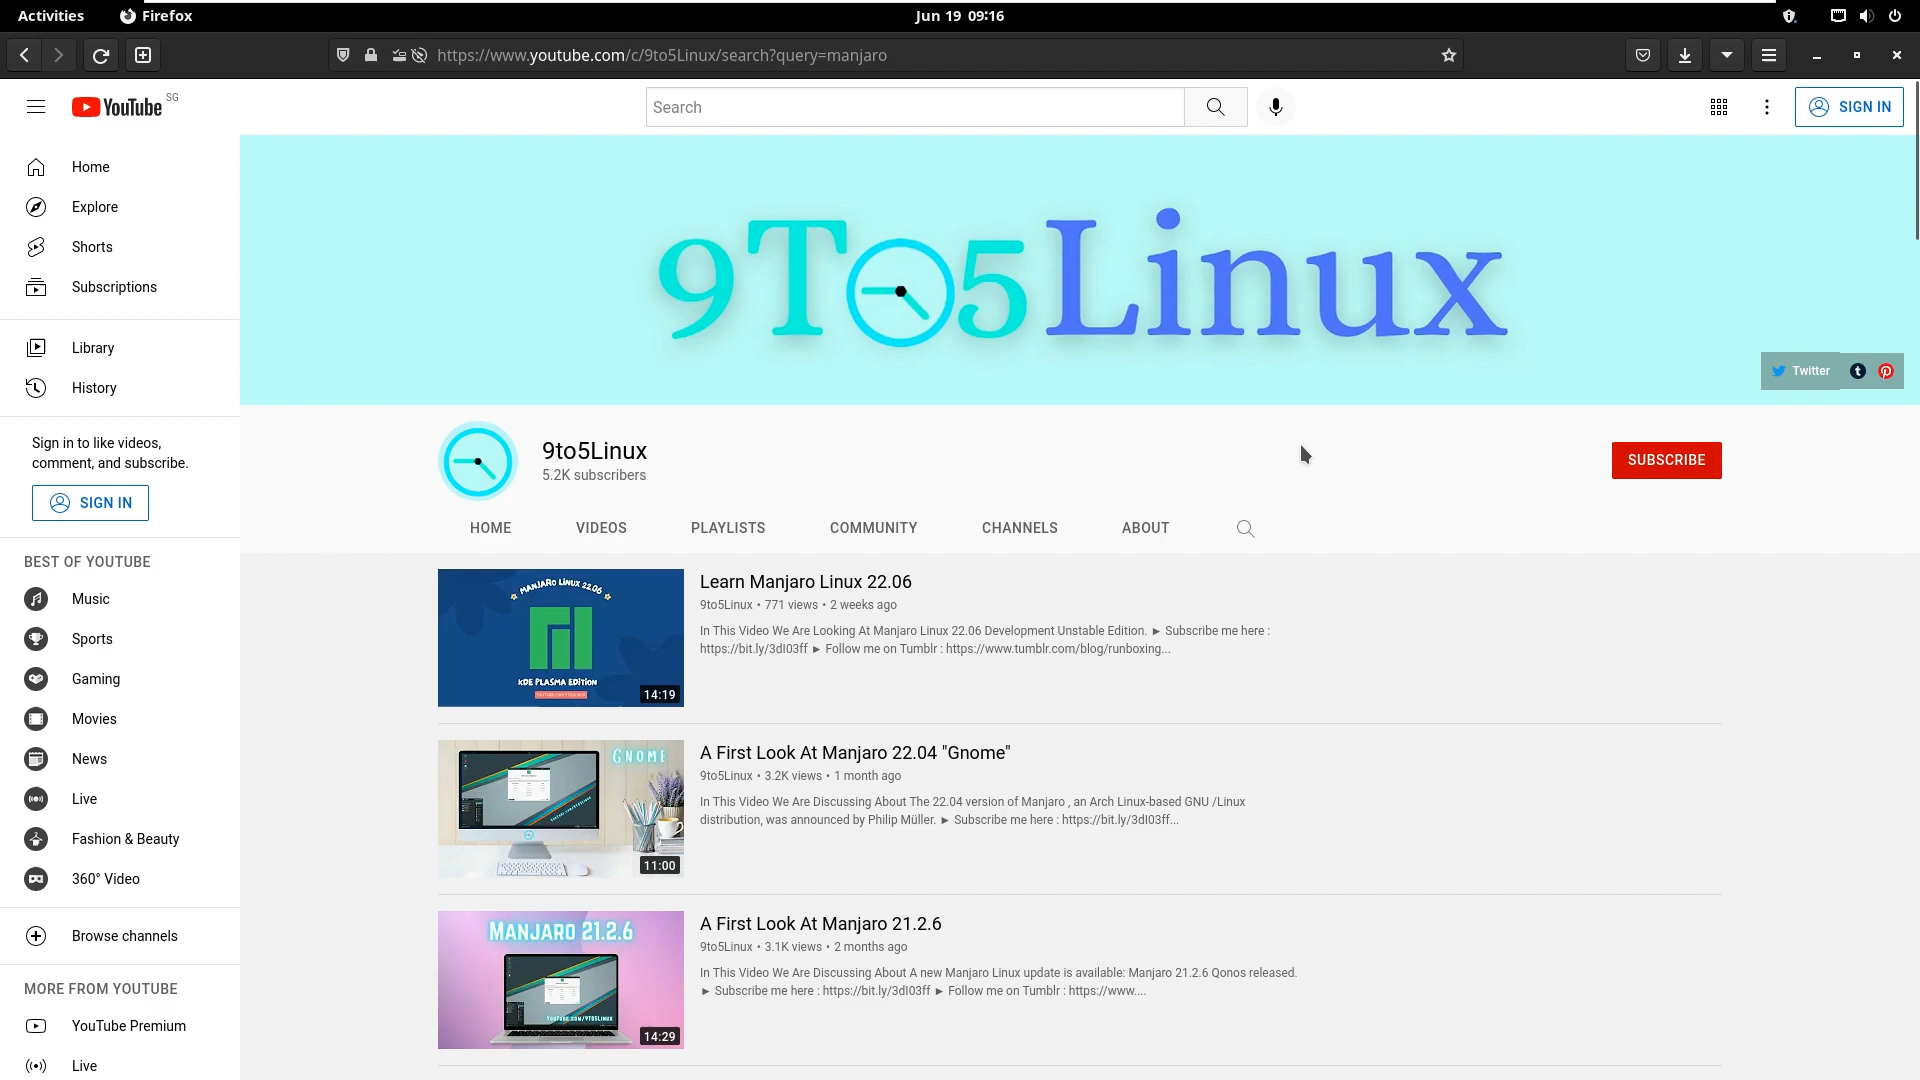 Activities
Firefox
Jun 19 09:16
https://www.youtube.com/c/9to5Linux/search?query=manjaro
YouTube SG
Search
SIGN IN
Home
Explore
Shorts
Subscriptions
Library
History
Sign in to like videos,
comment, and subscribe.
SIGN IN
BEST OF YOUTUBE
Music
Sports
Gaming
Movies
News
Live
Fashion & Beauty
360° Video
Browse channels
MORE FROM YOUTUBE
YouTube Premium
Live
9To5Linux
Twitter
9to5Linux
5.2K subscribers
SUBSCRIBE
HOME VIDEOS PLAYLISTS COMMUNITY CHANNELS ABOUT
MANJARO LINUX 22.06
KDE PLASMA EDITION
14:19
Learn Manjaro Linux 22.06
9to5Linux • 771 views • 2 weeks ago
In This Video We Are Looking At Manjaro Linux 22.06 Development Unstable Edition. ► Subscribe me here :
https://bit.ly/3dI03ff ► Follow me on Tumblr : https://www.tumblr.com/blog/runboxing...
GNOME
11:00
A First Look At Manjaro 22.04 "Gnome"
9to5Linux • 3.2K views • 1 month ago
In This Video We Are Discussing About The 22.04 version of Manjaro , an Arch Linux-based GNU /Linux
distribution, was announced by Philip Müller. ► Subscribe me here : https://bit.ly/3dI03ff...
MANJARO 21.2.6
YOUTUBE.COM/9TO5LINUX
14:29
A First Look At Manjaro 21.2.6
9to5Linux • 3.1K views • 2 months ago
In This Video We Are Discussing About A new Manjaro Linux update is available: Manjaro 21.2.6 Qonos released.
► Subscribe me here : https://bit.ly/3dI03ff ► Follow me on Tumblr : https://www....